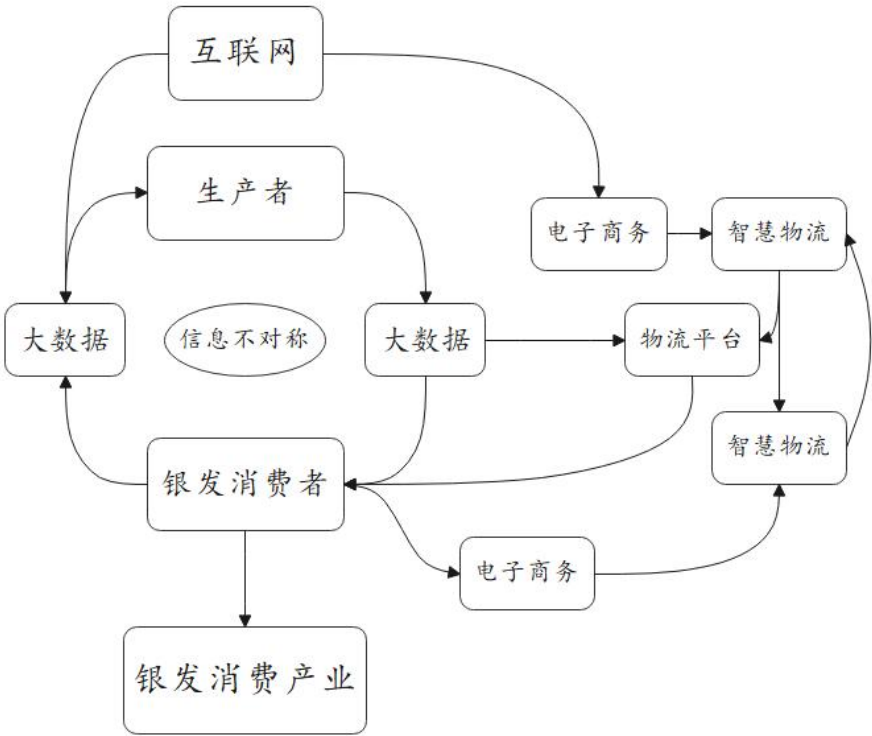 互联网
生产者
电子商务
智慧物流
大数据
信息不对称
大数据
物流平台
智慧物流
银发消费者
电子商务
银发消费产业